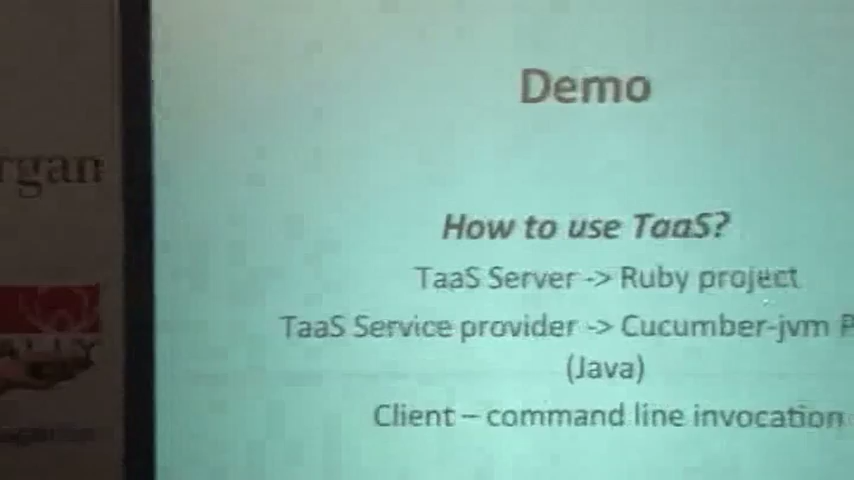 Demo
How to use TaaS?
TaaS Server -> Ruby project
TaaS Service provider -> Cucumber-jvm P
(Java)
Client – command line invocation
rgan